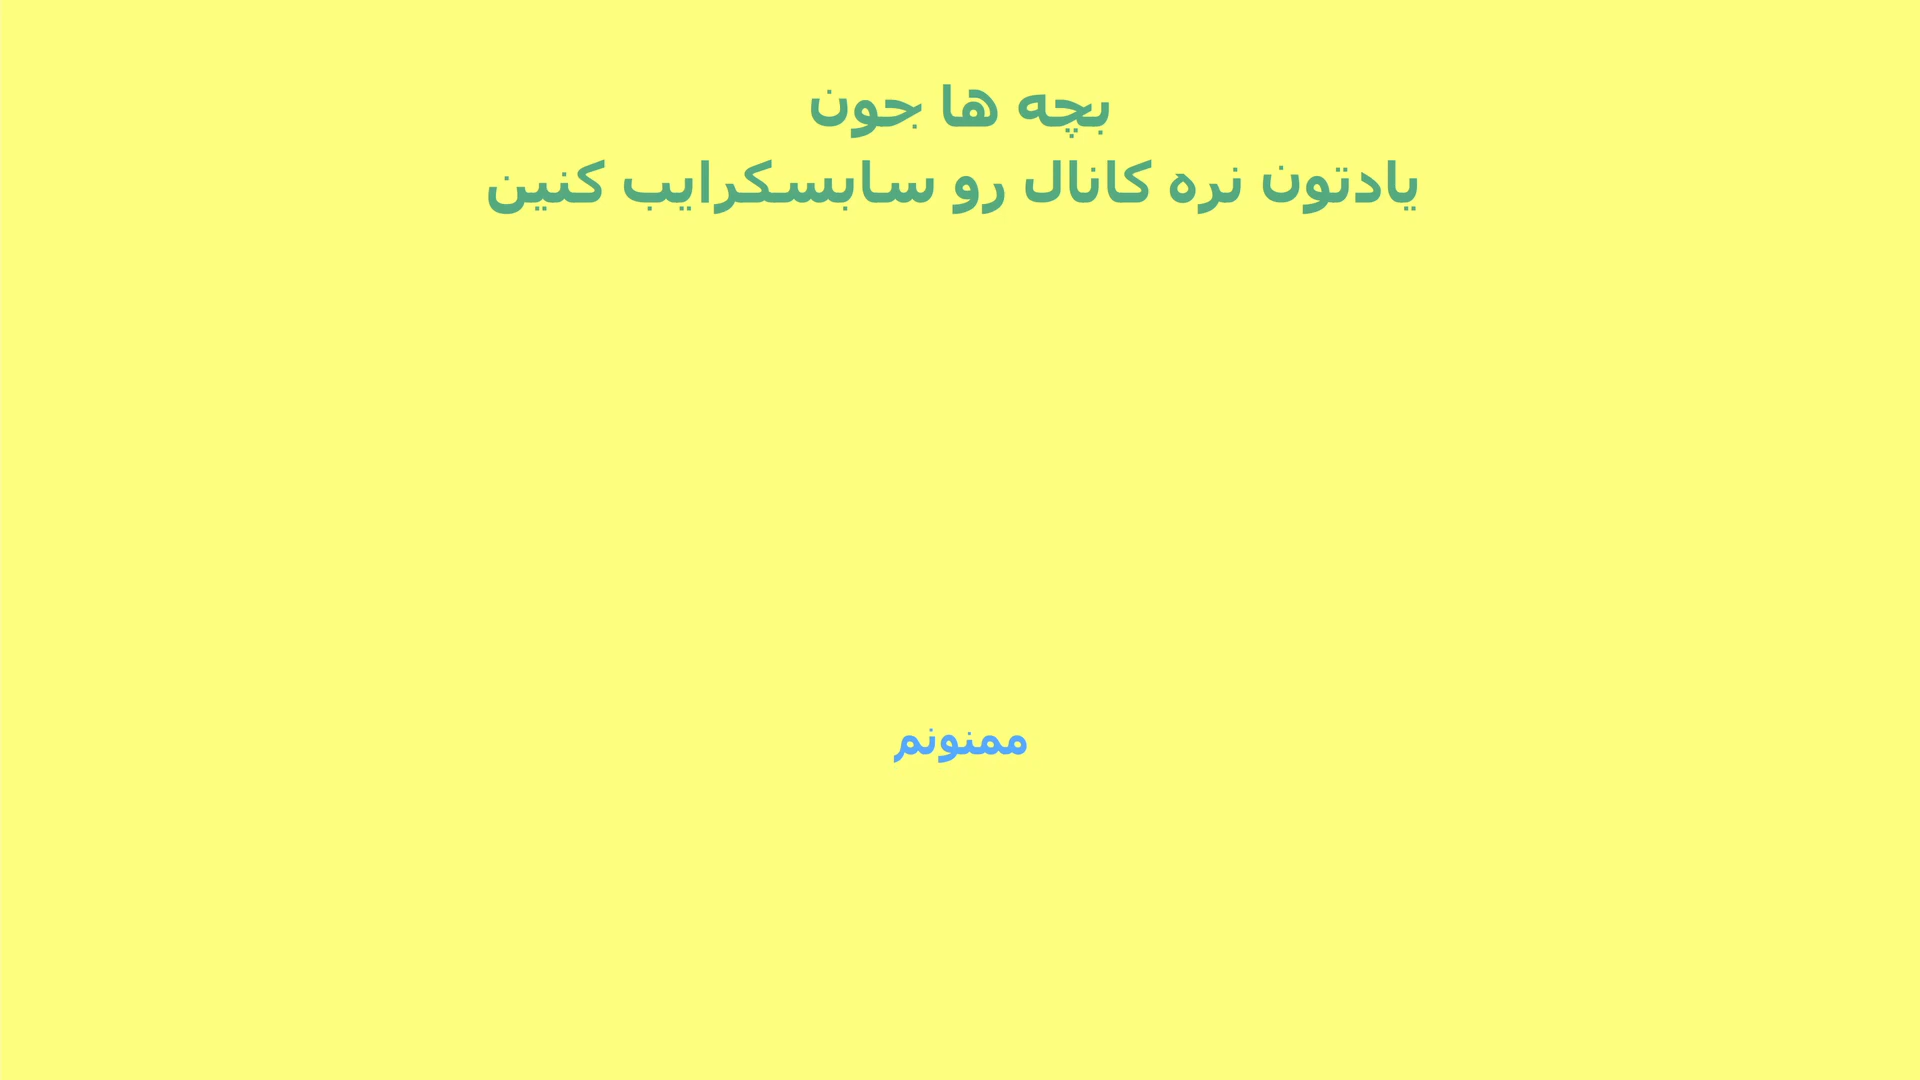 بچه ها جون
یادتون نره کانال رو سابسکرایب کنین
ممنونم